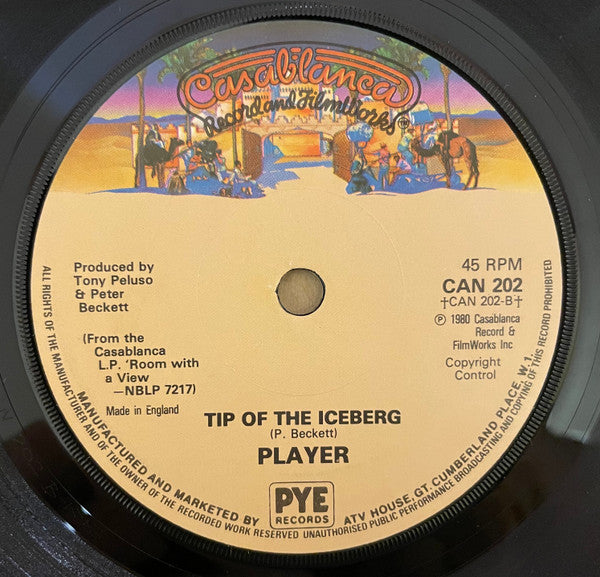 Casablanca
Record and FilmWorks®
Produced by
Tony Peluso
& Peter
Beckett
(From the
Casablanca
L.P. 'Room with
a View
—NBLP 7217)
Made in England
45 RPM
CAN 202
†CAN 202-B†
Ⓟ 1980 Casablanca
Record &
FilmWorks Inc
Copyright
Control
TIP OF THE ICEBERG
(P. Beckett)
PLAYER
PYE
RECORDS
MANUFACTURED AND MARKETED BY
ATV HOUSE, GT. CUMBERLAND PLACE, W.1.
ALL RIGHTS OF THE MANUFACTURER AND OF THE OWNER OF THE RECORDED WORK RESERVED UNAUTHORISED PUBLIC PERFORMANCE BROADCASTING AND COPYING OF THIS RECORD PROHIBITED